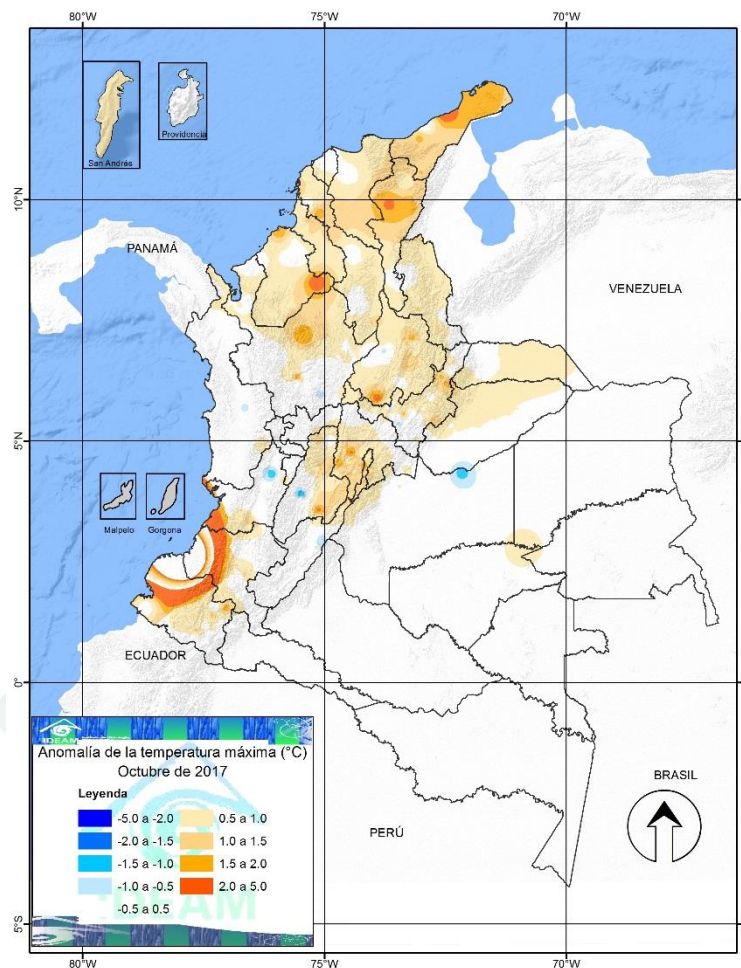 80°W 75°W 70°W
San Andrés
Providencia
10°N
PANAMÁ
VENEZUELA
5°N
Malpelo
Gorgona
ECUADOR
0°
IDEAM
Anomalía de la temperatura máxima (°C)
Octubre de 2017
Leyenda
-5.0 a -2.0 0.5 a 1.0
-2.0 a -1.5 1.0 a 1.5
-1.5 a -1.0 1.5 a 2.0
-1.0 a -0.5 2.0 a 5.0
-0.5 a 0.5
IDEAM
BRASIL
PERÚ
5°S
80°W 75°W 70°W